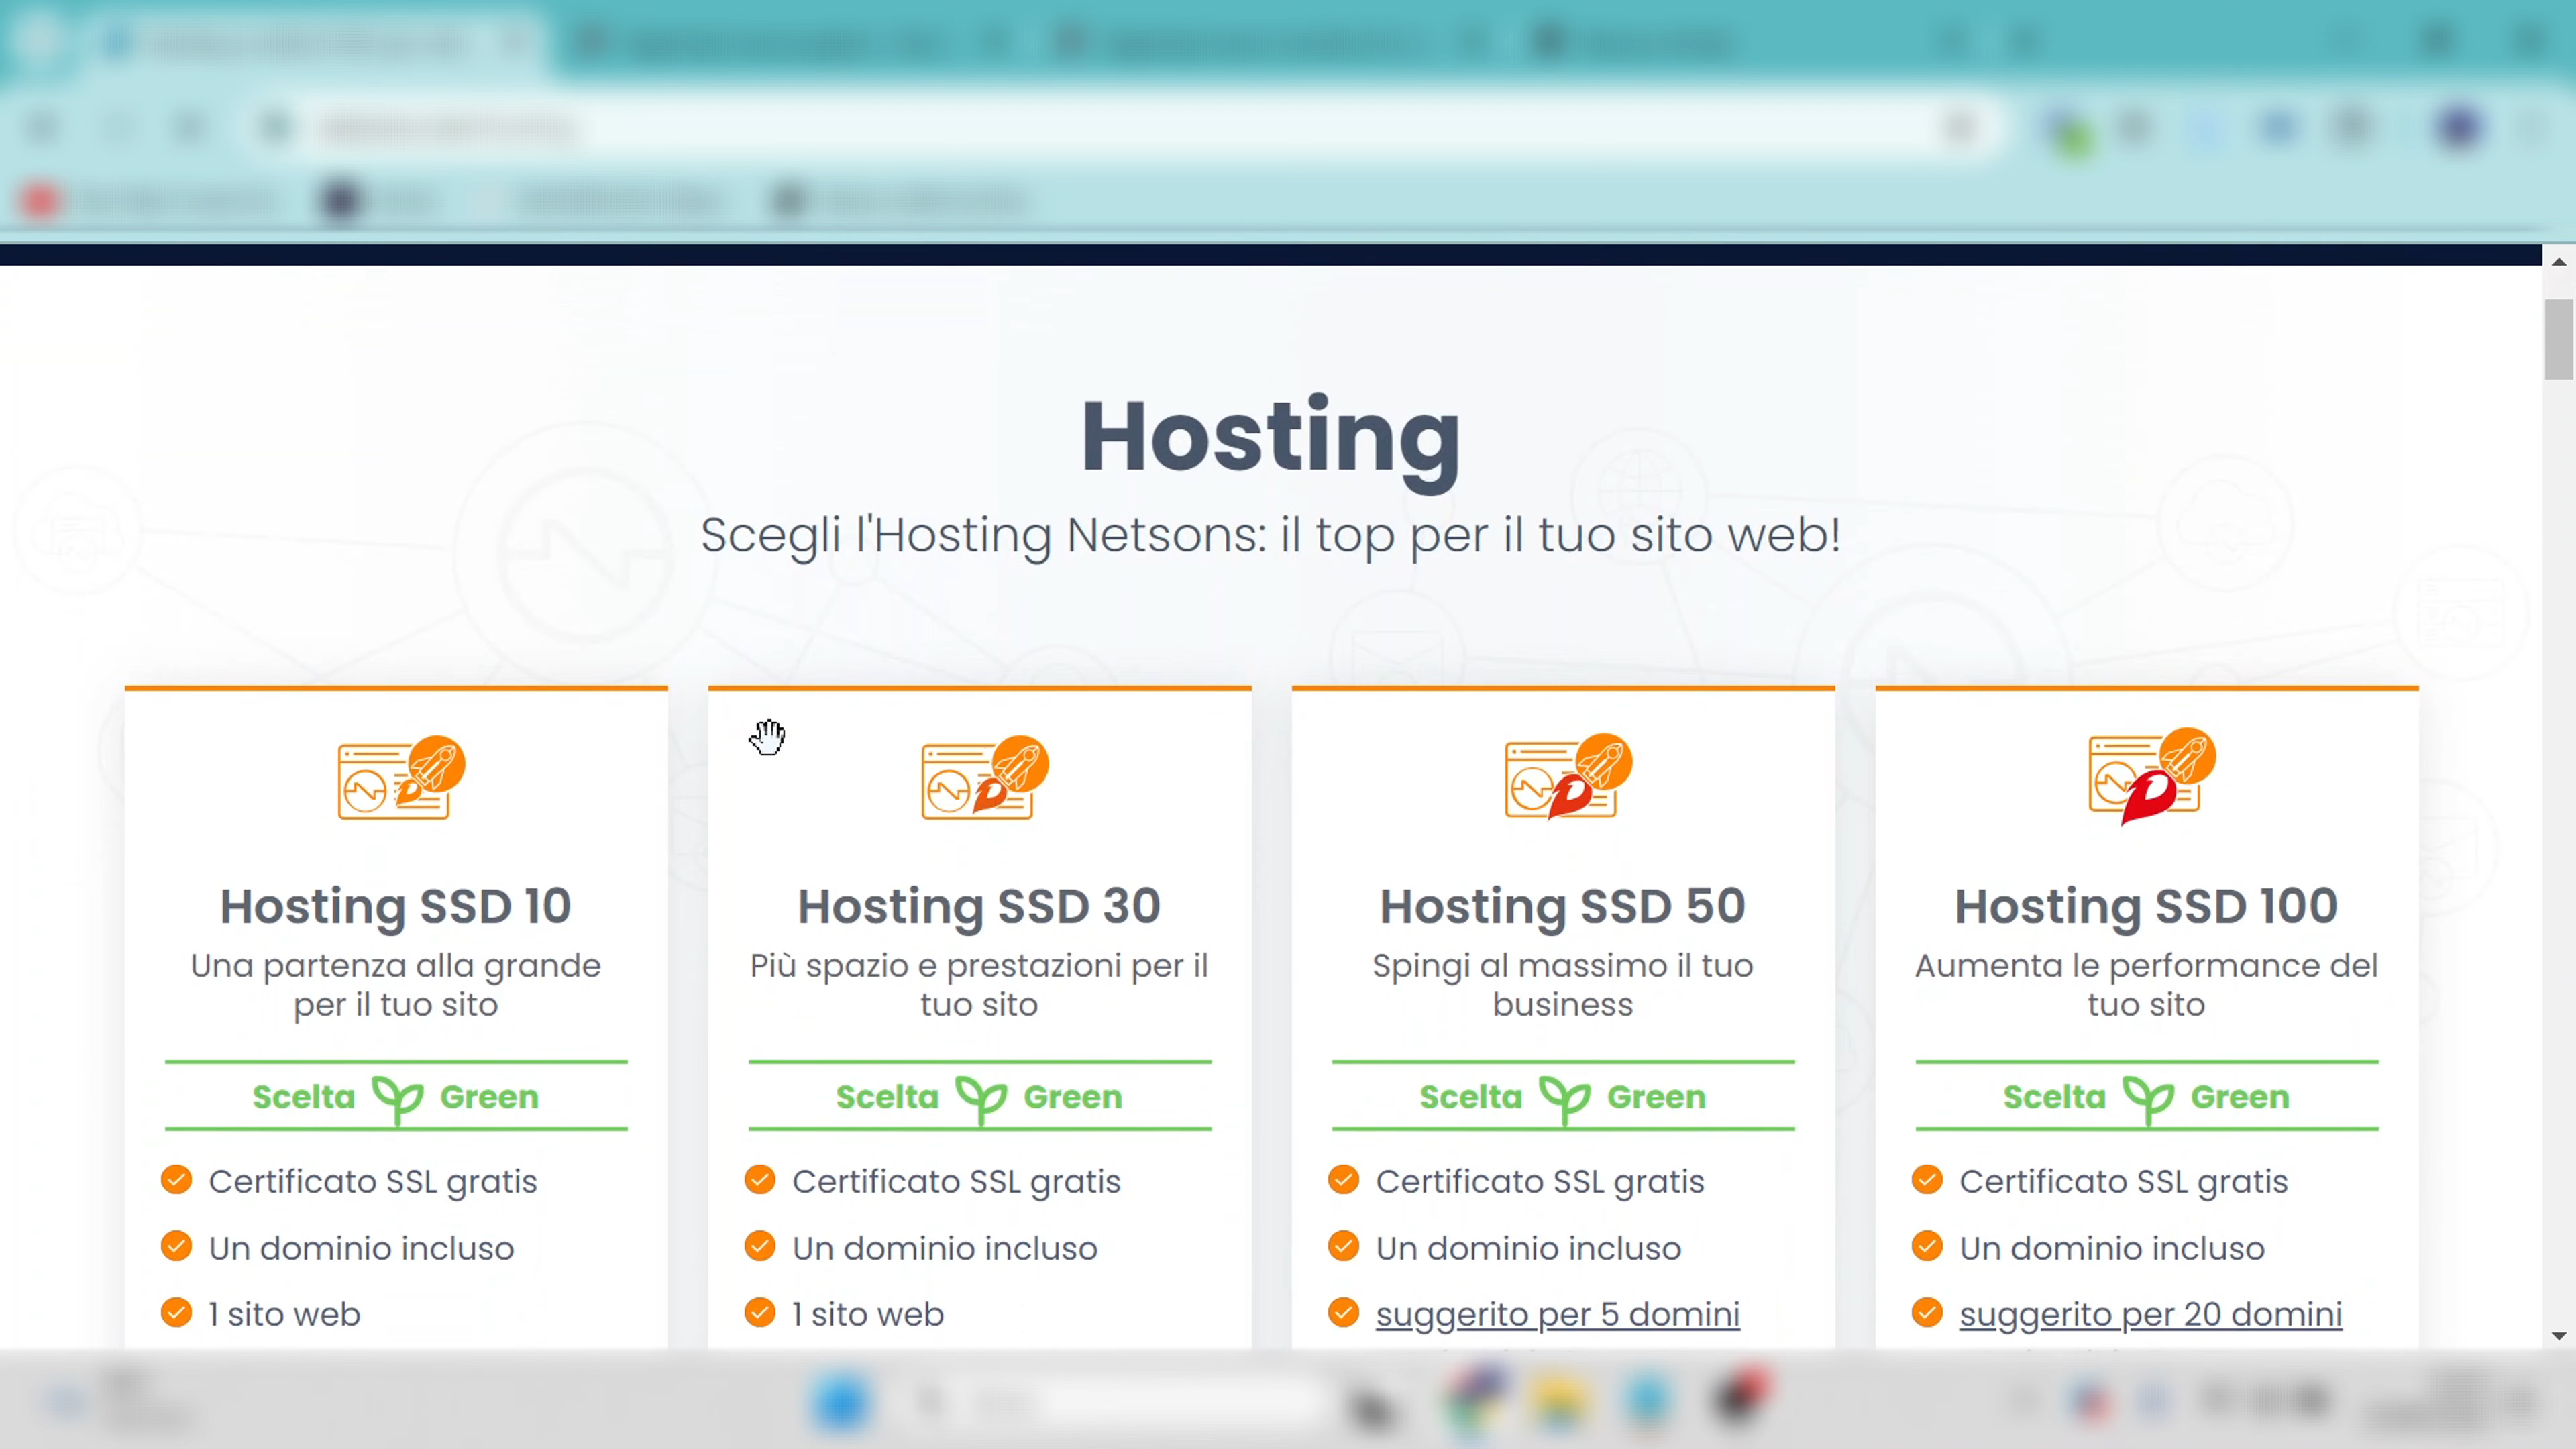 Hosting
Scegli l'Hosting Netsons: il top per il tuo sito web!
Hosting SSD 10
Una partenza alla grande
per il tuo sito
Scelta Green
Certificato SSL gratis
Un dominio incluso
1 sito web
Hosting SSD 30
Più spazio e prestazioni per il
tuo sito
Scelta Green
Certificato SSL gratis
Un dominio incluso
1 sito web
Hosting SSD 50
Spingi al massimo il tuo
business
Scelta Green
Certificato SSL gratis
Un dominio incluso
suggerito per 5 domini
Hosting SSD 100
Aumenta le performance del
tuo sito
Scelta Green
Certificato SSL gratis
Un dominio incluso
suggerito per 20 domini